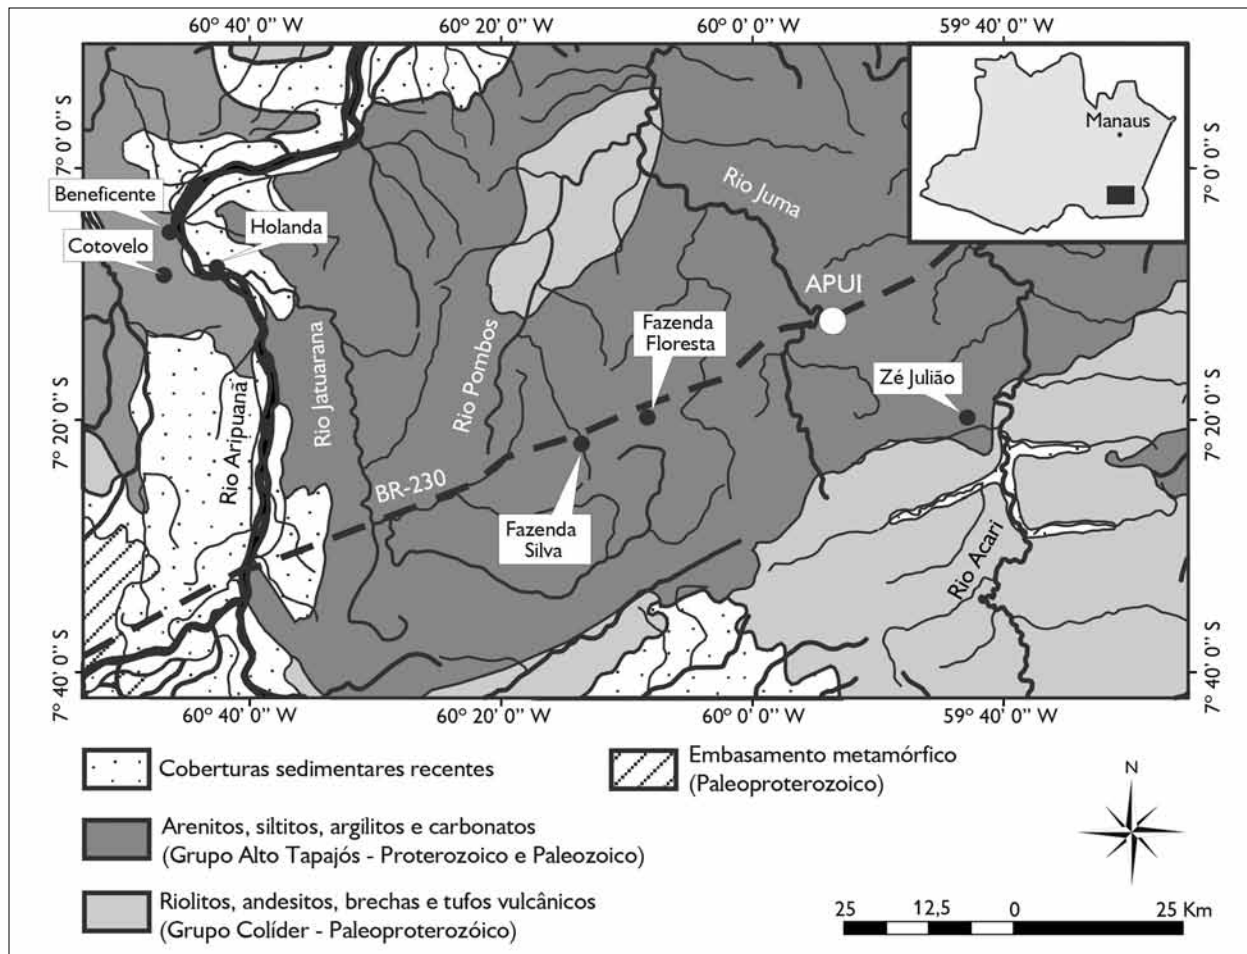 60° 40' 0'' W
60° 20' 0'' W
60° 0' 0'' W
59° 40' 0'' W
7° 0' 0'' S
7° 20' 0'' S
7° 40' 0'' S
7° 0' 0'' S
7° 20' 0'' S
7° 40' 0'' S
Manaus
Beneficente
Cotovelo
Holanda
Rio Juma
APUI
Fazenda
Floresta
Zé Julião
Rio Aripuanã
Rio Jatuarana
Rio Pombos
BR-230
Fazenda
Silva
Rio Acari
60° 40' 0'' W
60° 20' 0'' W
60° 0' 0'' W
59° 40' 0'' W
Coberturas sedimentares recentes
Arenitos, siltitos, argilitos e carbonatos
(Grupo Alto Tapajós - Proterozoico e Paleozoico)
Riolitos, andesitos, brechas e tufos vulcânicos
(Grupo Colíder - Paleoproterozóico)
Embasamento metamórfico
(Paleoproterozoico)
N
25 12,5 0 25 Km